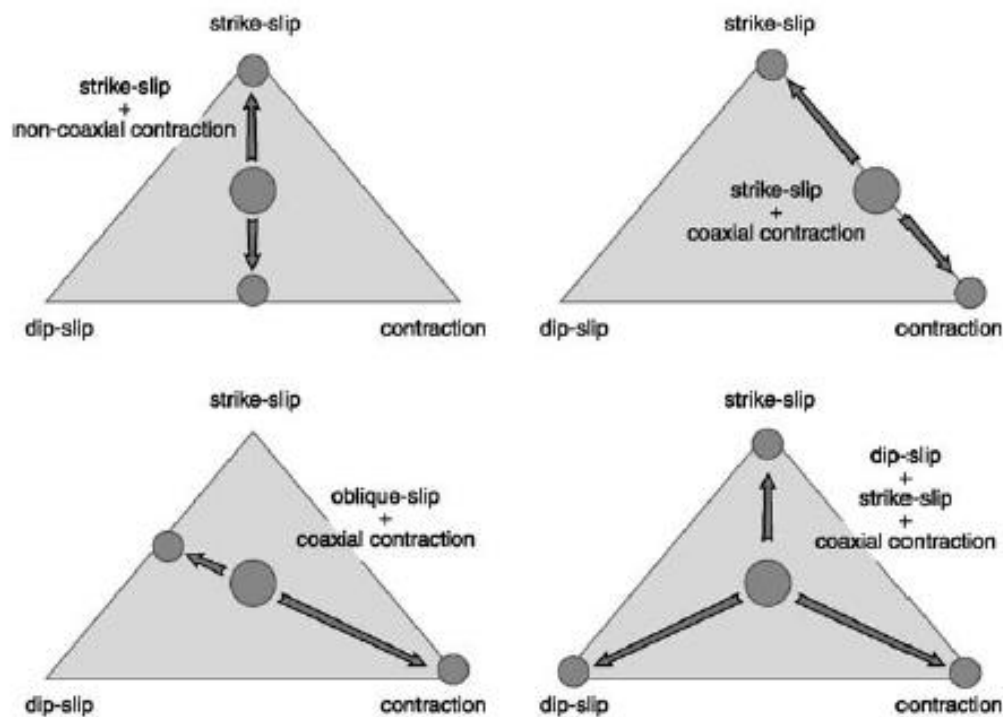 strike-slip
strike-slip
+
non-coaxial contraction
dip-slip
contraction
strike-slip
strike-slip
+
coaxial contraction
dip-slip
contraction
strike-slip
oblique-slip
+
coaxial contraction
dip-slip
contraction
strike-slip
dip-slip
+
strike-slip
+
coaxial contraction
dip-slip
contraction